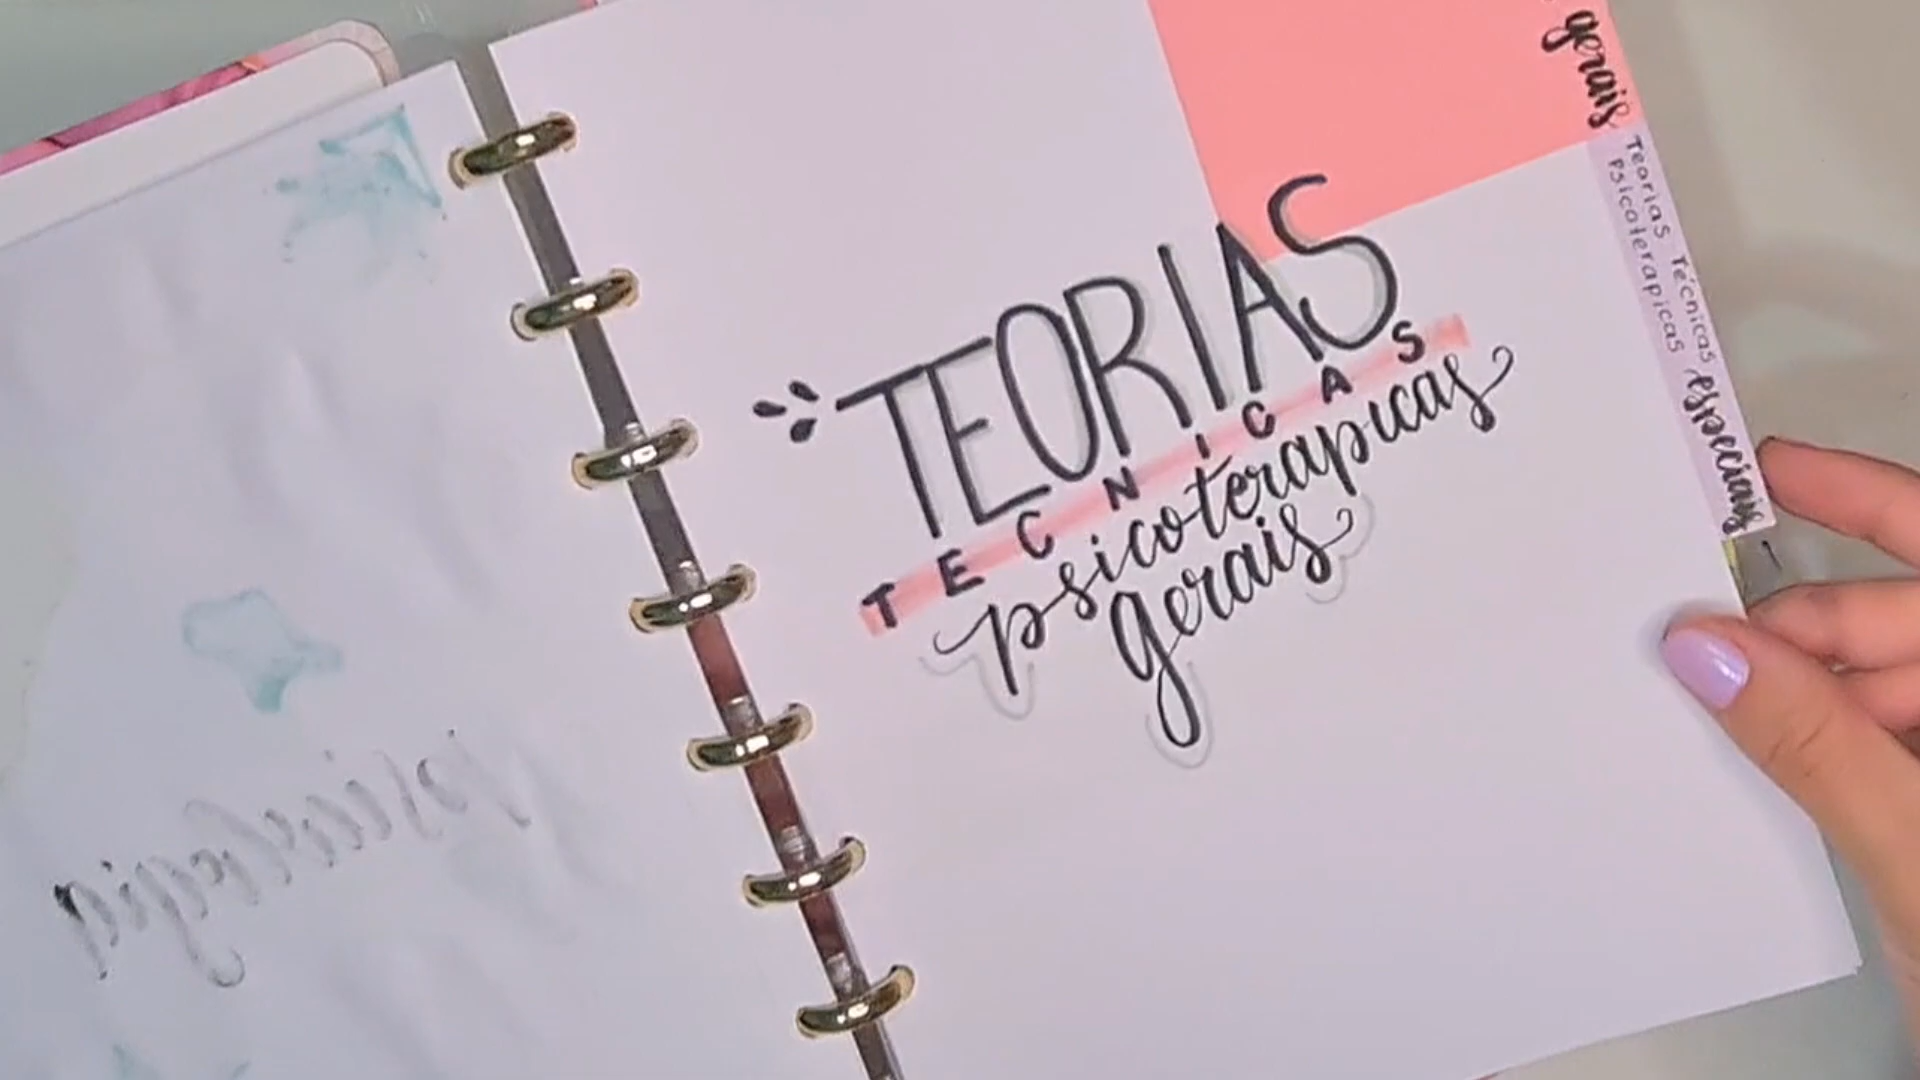 TEORIAS
TECNICAS
psicoterapicas
gerais
gerais
Teorias Técnicas
Psicoterapicas
especiais